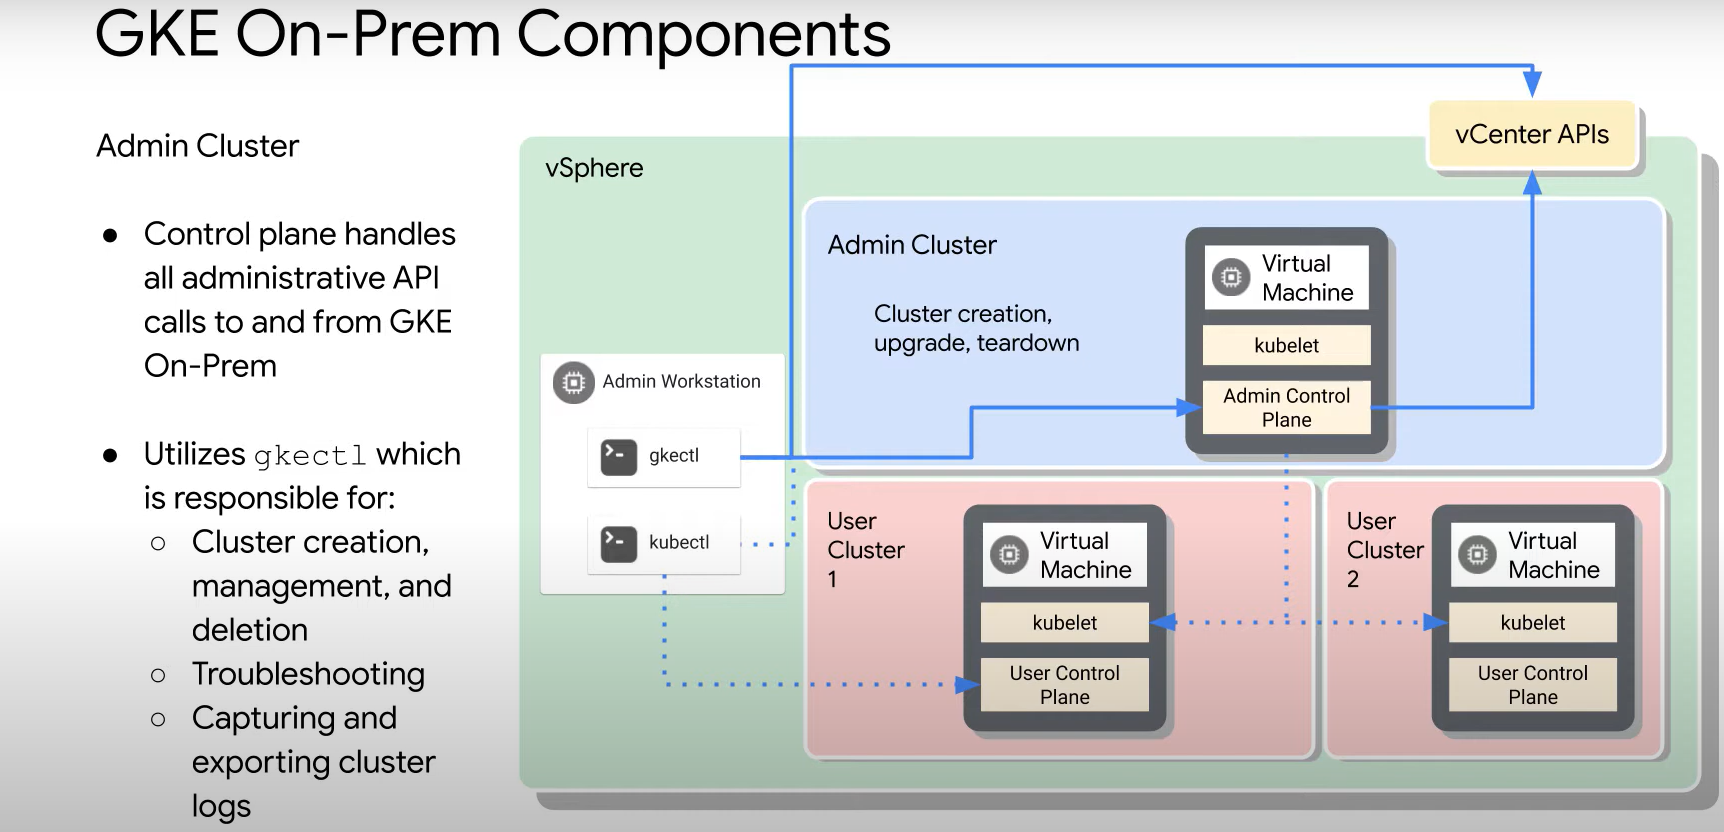 GKE On-Prem Components
Admin Cluster
● Control plane handles
all administrative API
calls to and from GKE
On-Prem
● Utilizes gkectl which
is responsible for:
○ Cluster creation,
management, and
deletion
○ Troubleshooting
○ Capturing and
exporting cluster
logs
vCenter APIs
vSphere
Admin Cluster
Cluster creation,
upgrade, teardown
Virtual
Machine
kubelet
Admin Control
Plane
Admin Workstation
gkectl
kubectl
User
Cluster
1
Virtual
Machine
kubelet
User Control
Plane
User
Cluster
2
Virtual
Machine
kubelet
User Control
Plane